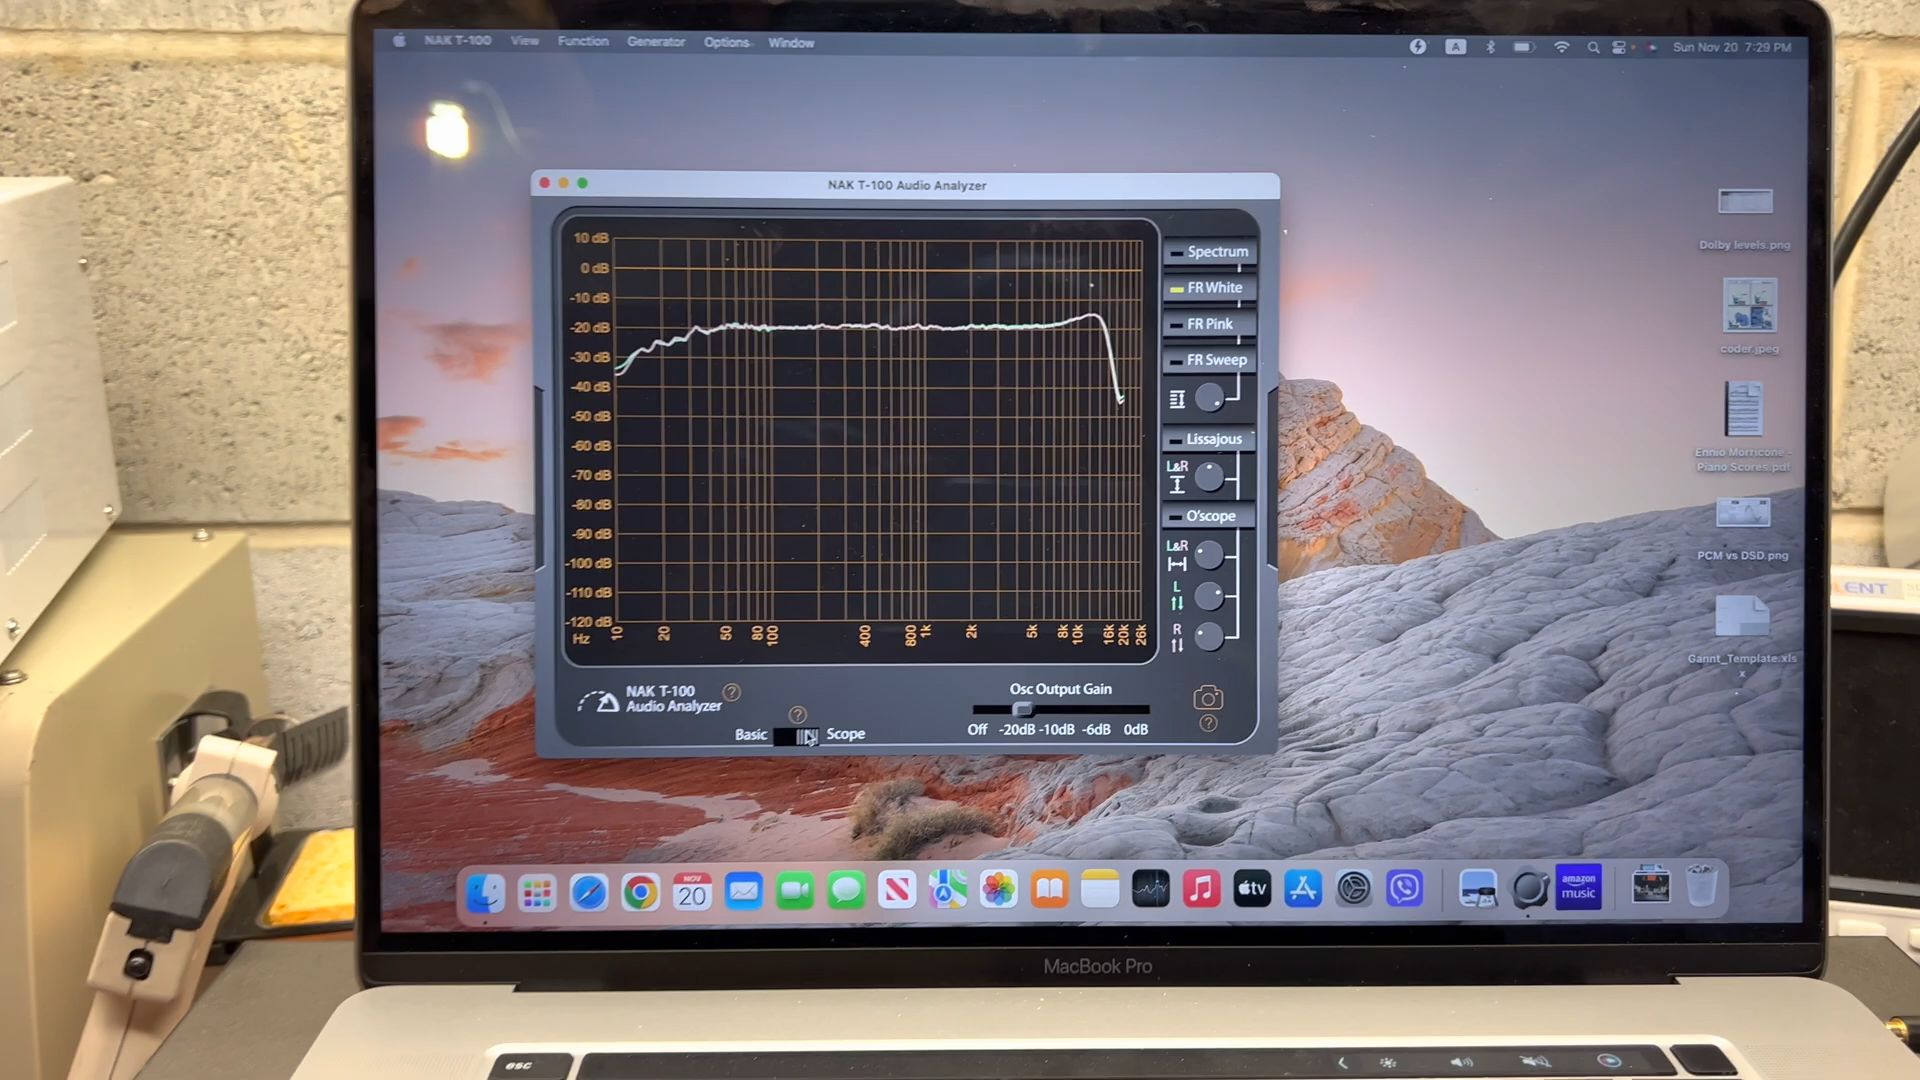 NAK T-100 View Function Generator Options Window
A Sun Nov 20 7:29 PM
NAK T-100 Audio Analyzer
10 dB
0 dB
-10 dB
-20 dB
-30 dB
-40 dB
-50 dB
-60 dB
-70 dB
-80 dB
-90 dB
-100 dB
-110 dB
-120 dB
Hz 10 20 50 80 100 400 800 1k 2k 5k 8k 10k 16k 20k 26k
Spectrum
FR White
FR Pink
FR Sweep
Lissajous
L&R
O'scope
L&R
L
R
NAK T-100 ?
Audio Analyzer
?
Basic Scope
Osc Output Gain
Off -20dB -10dB -6dB 0dB
?
Dolby levels.png
coder.jpeg
Ennio Morricone -
Piano Scores.pdf
PCM vs DSD.png
Gannt_Template.xls
x
NOV
20
tv
amazon
music
MacBook Pro
esc